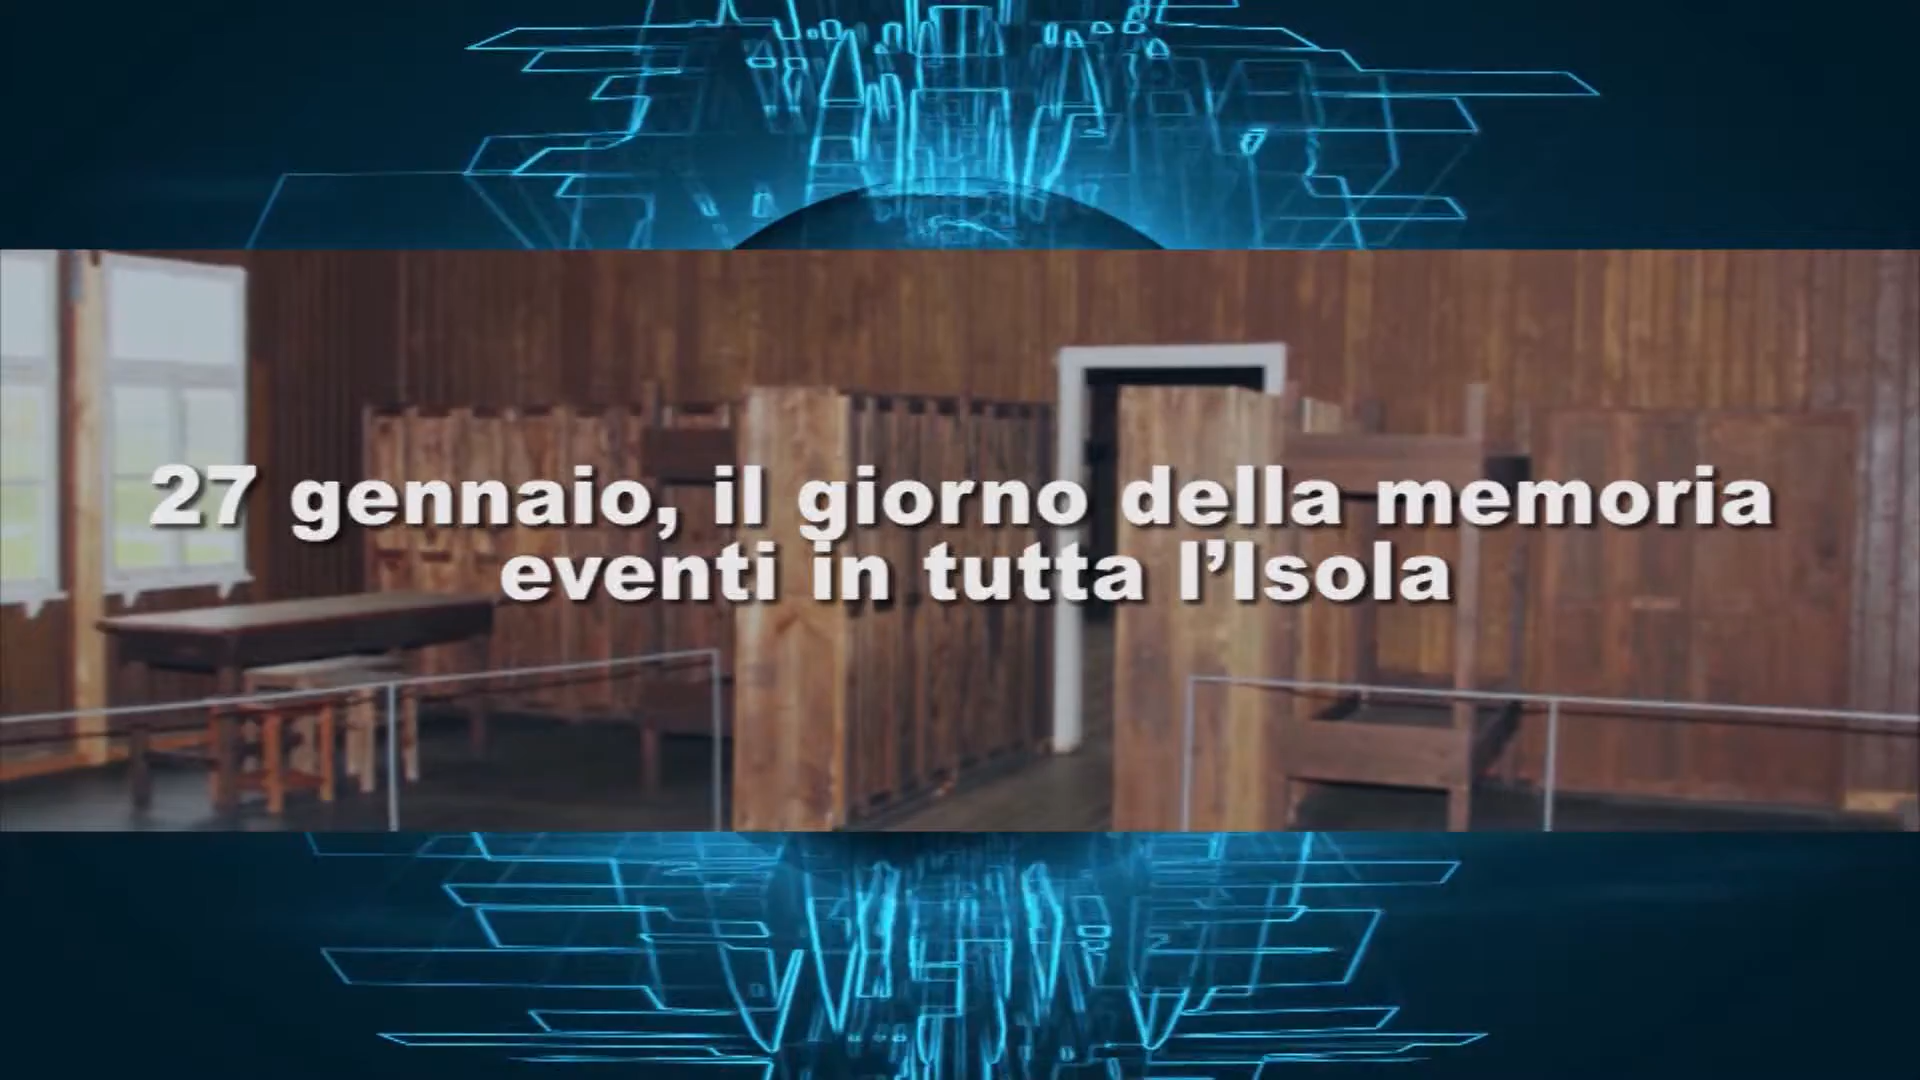 27 gennaio, il giorno della memoria
eventi in tutta l’Isola